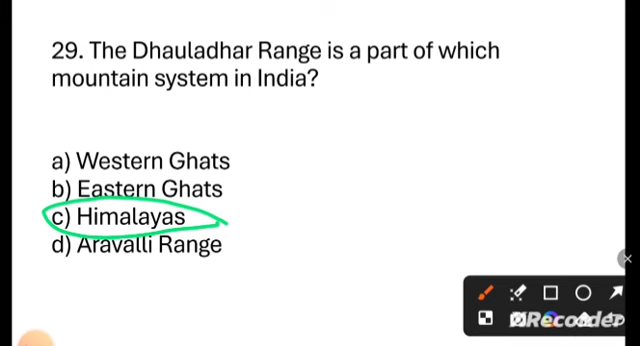 29. The Dhauladhar Range is a part of which
mountain system in India?
a) Western Ghats
b) Eastern Ghats
c) Himalayas
d) Aravalli Range
Recorder